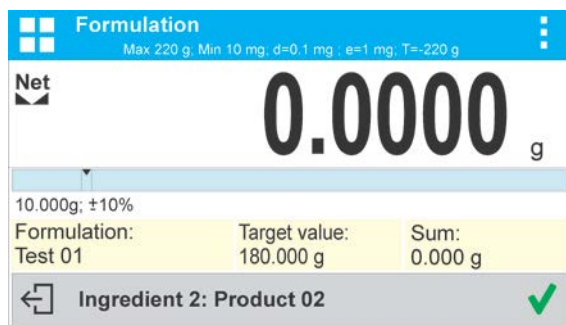 Formulation
Max 220 g; Min 10 mg; d=0.1 mg ; e=1 mg; T=-220 g
Net
0.0000 g
10.000g; ±10%
Formulation: Target value: Sum:
Test 01 180.000 g 0.000 g
Ingredient 2: Product 02